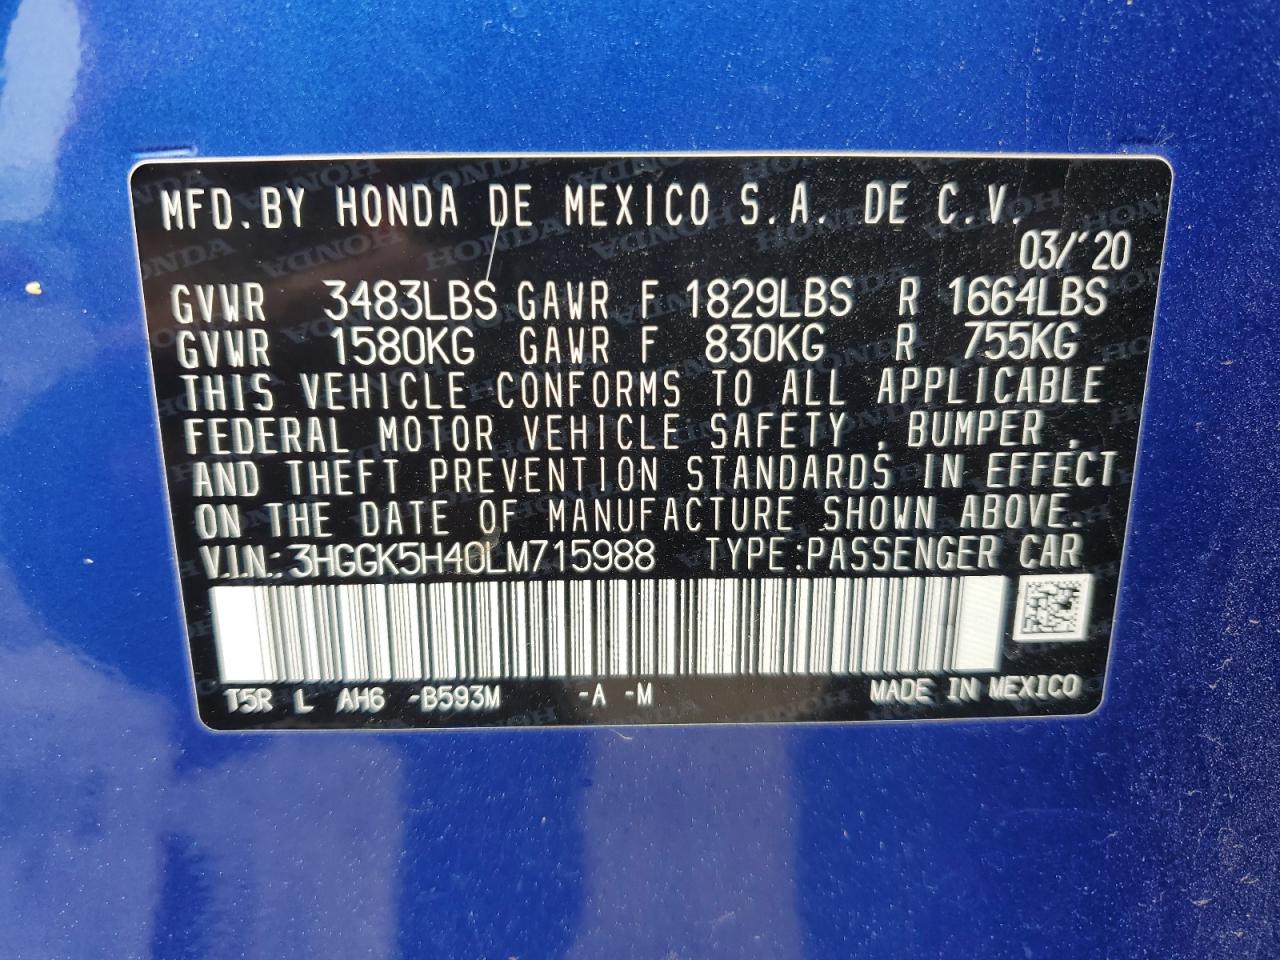 MFD.BY HONDA DE MEXICO S.A. DE C.V.
03/'20
GVWR 3483LBS GAWR F 1829LBS R 1664LBS
GVWR 1580KG GAWR F 830KG R 755KG
THIS VEHICLE CONFORMS TO ALL APPLICABLE
FEDERAL MOTOR VEHICLE SAFETY , BUMPER ,
AND THEFT PREVENTION STANDARDS IN EFFECT
ON THE DATE OF MANUFACTURE SHOWN ABOVE.
V.I.N.: 3HGGK5H40LM715988 TYPE:PASSENGER CAR
T5R L AH6 -B593M -A -M MADE IN MEXICO